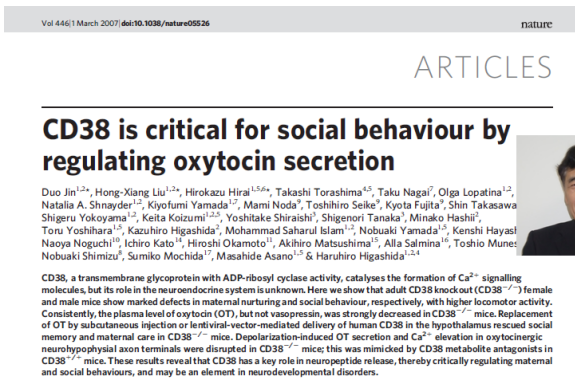 Vol 446|1 March 2007|doi:10.1038/nature05526 nature
ARTICLES
CD38 is critical for social behaviour by
regulating oxytocin secretion
Duo Jin1,2*, Hong-Xiang Liu1,2*, Hirokazu Hirai1,5,6*, Takashi Torashima4,5, Taku Nagai7, Olga Lopatina1,2,
Natalia A. Shnayder1,2, Kiyofumi Yamada1,7, Mami Noda9, Toshihiro Seike9, Kyota Fujita9, Shin Takasawa
Shigeru Yokoyama1,2, Keita Koizumi1,2,5, Yoshitake Shiraishi3, Shigenori Tanaka3, Minako Hashii2,
Toru Yoshihara1,5, Kazuhiro Higashida2, Mohammad Saharul Islam1,2, Nobuaki Yamada1,5, Kenshi Hayash
Naoya Noguchi10, Ichiro Kato14, Hiroshi Okamoto11, Akihiro Matsushima15, Alla Salmina16, Toshio Munes
Nobuaki Shimizu8, Sumiko Mochida17, Masahide Asano1,5 & Haruhiro Higashida1,2,4
CD38, a transmembrane glycoprotein with ADP-ribosyl cyclase activity, catalyses the formation of Ca2+ signalling
molecules, but its role in the neuroendocrine system is unknown. Here we show that adult CD38 knockout (CD38−/−) female
and male mice show marked defects in maternal nurturing and social behaviour, respectively, with higher locomotor activity.
Consistently, the plasma level of oxytocin (OT), but not vasopressin, was strongly decreased in CD38−/− mice. Replacement
of OT by subcutaneous injection or lentiviral-vector-mediated delivery of human CD38 in the hypothalamus rescued social
memory and maternal care in CD38−/− mice. Depolarization-induced OT secretion and Ca2+ elevation in oxytocinergic
neurohypophysial axon terminals were disrupted in CD38−/− mice; this was mimicked by CD38 metabolite antagonists in
CD38+/+ mice. These results reveal that CD38 has a key role in neuropeptide release, thereby critically regulating maternal
and social behaviours, and may be an element in neurodevelopmental disorders.